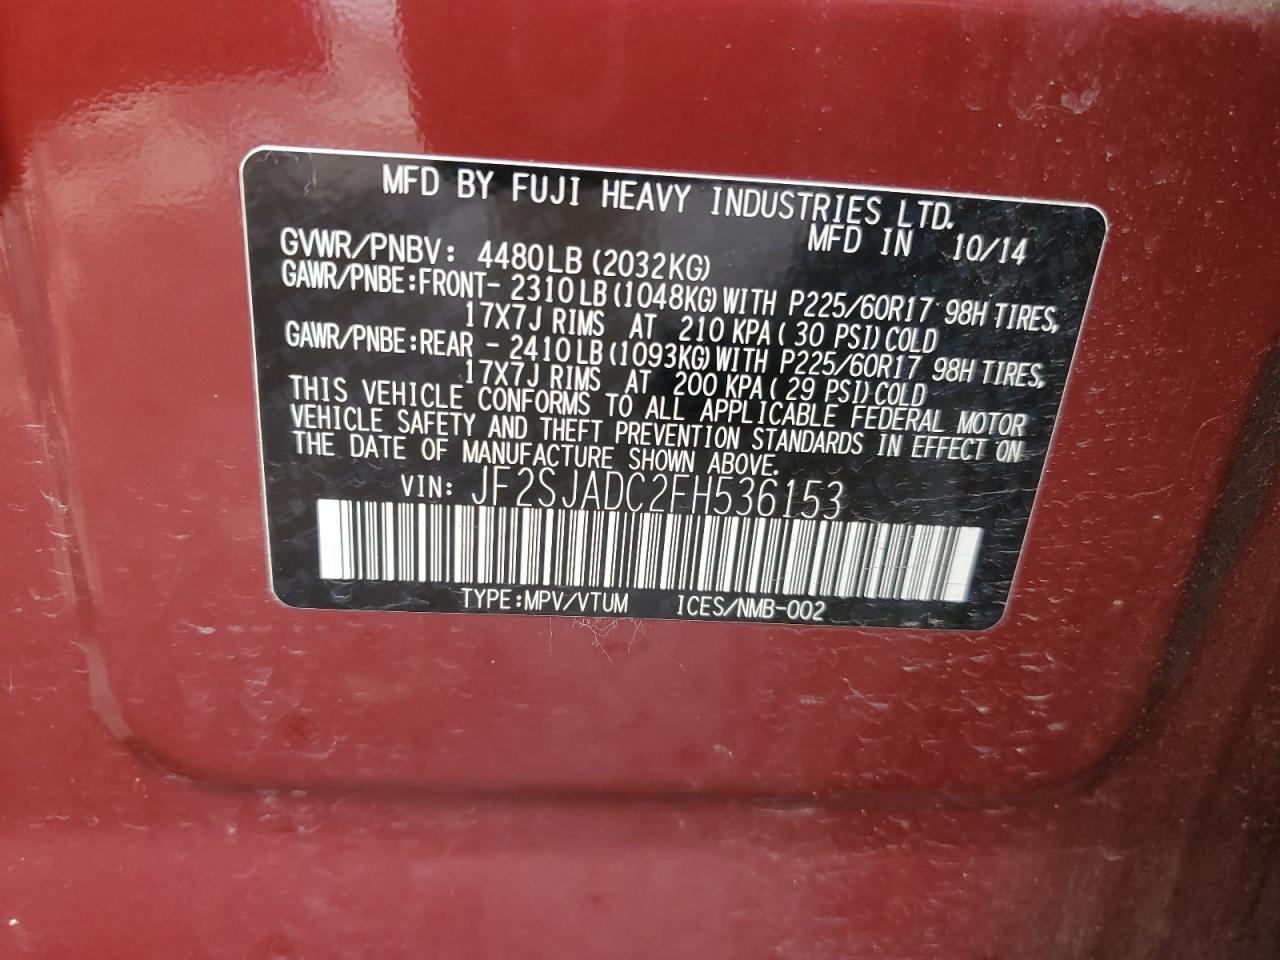 MFD BY FUJI HEAVY INDUSTRIES LTD.
MFD IN 10/14
GVWR/PNBV: 4480LB (2032KG)
GAWR/PNBE:FRONT- 2310LB(1048KG)WITH P225/60R17 98H TIRES,
17X7J RIMS AT 210 KPA( 30 PSI)COLD
GAWR/PNBE:REAR - 2410LB(1093KG)WITH P225/60R17 98H TIRES,
17X7J RIMS AT 200 KPA( 29 PSI)COLD
THIS VEHICLE CONFORMS TO ALL APPLICABLE FEDERAL MOTOR
VEHICLE SAFETY AND THEFT PREVENTION STANDARDS IN EFFECT ON
THE DATE OF MANUFACTURE SHOWN ABOVE.
VIN: JF2SJADC2FH536153
TYPE:MPV/VTUM ICES/NMB-002